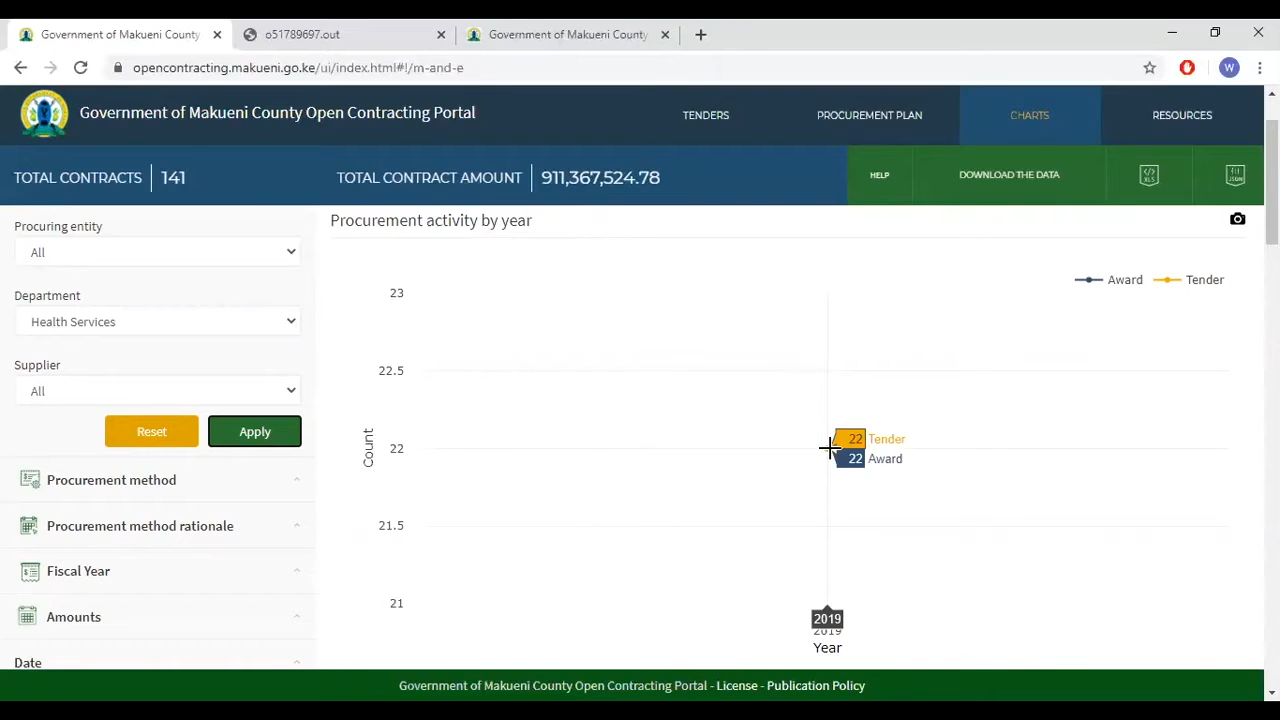 Government of Makueni County
o51789697.out
Government of Makueni County
opencontracting.makueni.go.ke/ui/index.html#!/m-and-e
W
Government of Makueni County Open Contracting Portal
TENDERS
PROCUREMENT PLAN
CHARTS
RESOURCES
TOTAL CONTRACTS 141
TOTAL CONTRACT AMOUNT 911,367,524.78
HELP
DOWNLOAD THE DATA
XLS
JSON
Procuring entity
All
Department
Health Services
Supplier
All
Reset
Apply
Procurement method
Procurement method rationale
Fiscal Year
Amounts
Date
Procurement activity by year
Award
Tender
23
22.5
22
21.5
21
Count
22 Tender
22 Award
2019
2019
Year
Government of Makueni County Open Contracting Portal - License - Publication Policy